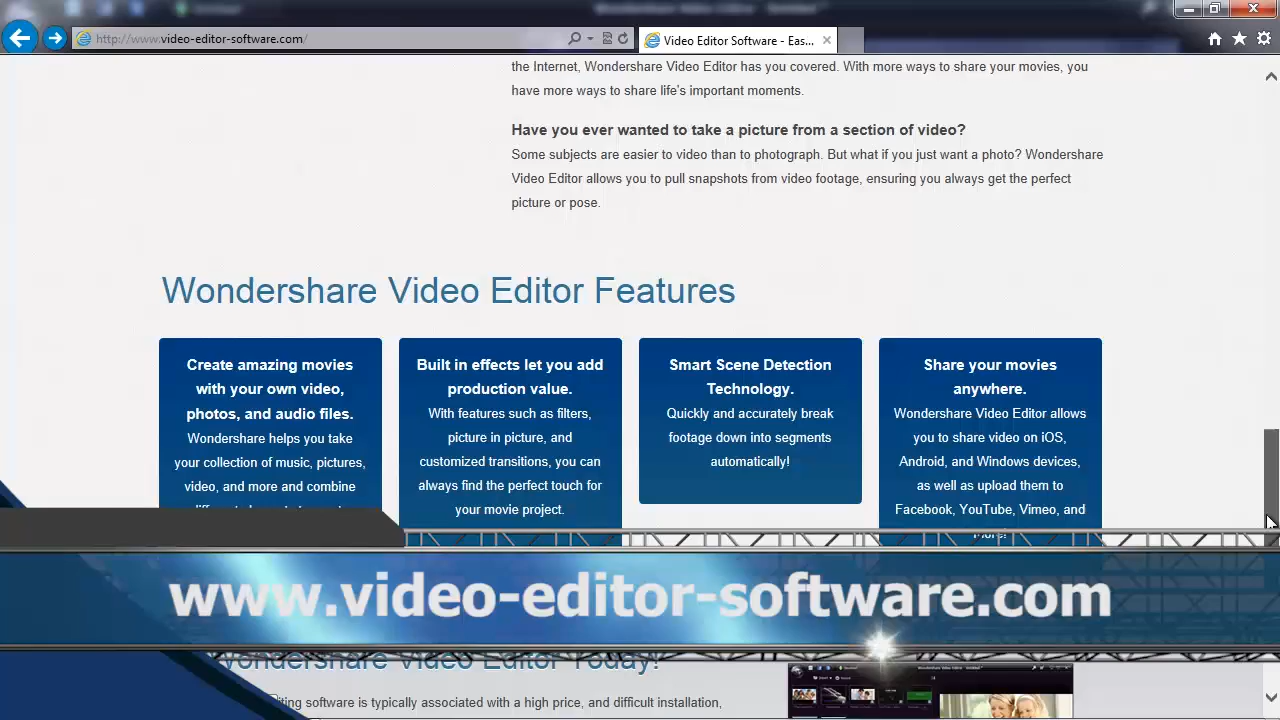 http://www.video-editor-software.com/
Video Editor Software - Eas...
the Internet, Wondershare Video Editor has you covered. With more ways to share your movies, you
have more ways to share life's important moments.
Have you ever wanted to take a picture from a section of video?
Some subjects are easier to video than to photograph. But what if you just want a photo? Wondershare
Video Editor allows you to pull snapshots from video footage, ensuring you always get the perfect
picture or pose.
Wondershare Video Editor Features
Create amazing movies
with your own video,
photos, and audio files.
Wondershare helps you take
your collection of music, pictures,
video, and more and combine
Built in effects let you add
production value.
With features such as filters,
picture in picture, and
customized transitions, you can
always find the perfect touch for
your movie project.
Smart Scene Detection
Technology.
Quickly and accurately break
footage down into segments
automatically!
Share your movies
anywhere.
Wondershare Video Editor allows
you to share video on iOS,
Android, and Windows devices,
as well as upload them to
Facebook, YouTube, Vimeo, and
more!
www.video-editor-software.com
Wondershare Video Editor Today!
software is typically associated with a high price, and difficult installation,